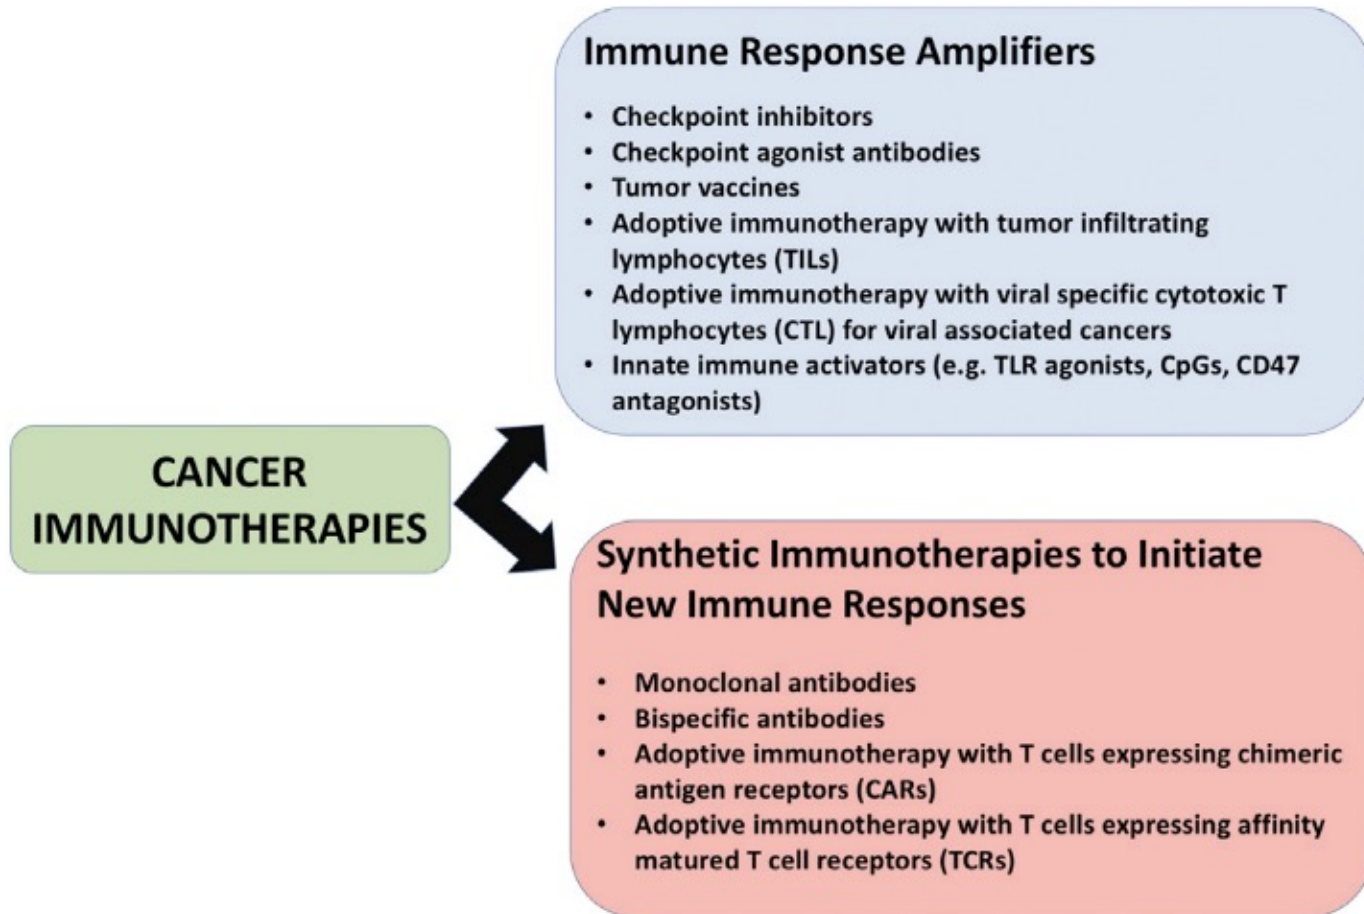 Immune Response Amplifiers
• Checkpoint inhibitors
• Checkpoint agonist antibodies
• Tumor vaccines
• Adoptive immunotherapy with tumor infiltrating
lymphocytes (TILs)
• Adoptive immunotherapy with viral specific cytotoxic T
lymphocytes (CTL) for viral associated cancers
• Innate immune activators (e.g. TLR agonists, CpGs, CD47
antagonists)
CANCER
IMMUNOTHERAPIES
Synthetic Immunotherapies to Initiate
New Immune Responses
• Monoclonal antibodies
• Bispecific antibodies
• Adoptive immunotherapy with T cells expressing chimeric
antigen receptors (CARs)
• Adoptive immunotherapy with T cells expressing affinity
matured T cell receptors (TCRs)